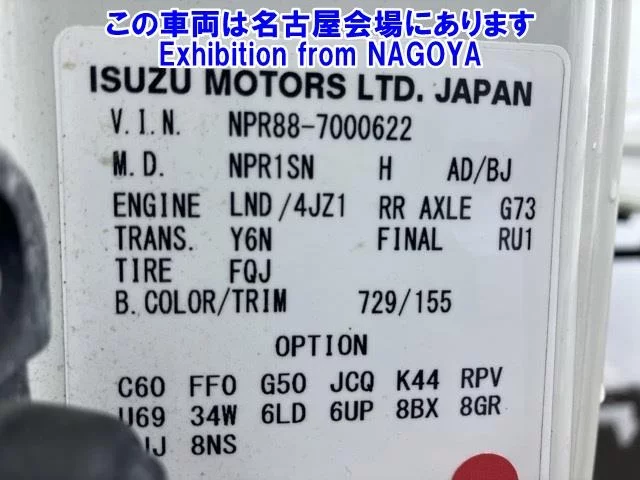 この車両は名古屋会場にあります
Exhibition from NAGOYA
ISUZU MOTORS LTD. JAPAN
V.I.N. NPR88-7000622
M.D. NPR1SN H AD/BJ
ENGINE LND/4JZ1 RR AXLE G73
TRANS. Y6N FINAL RU1
TIRE FQJ
B.COLOR/TRIM 729/155
OPTION
C60 FF0 G50 JCQ K44 RPV
U69 34W 6LD 6UP 8BX 8GR
8NS